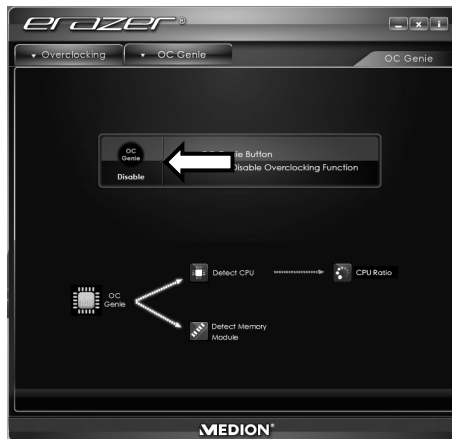 erazer®
Overclocking
OC Genie
OC Genie
OC
Genie
Disable
Button
Disable Overclocking Function
OC
Genie
Detect CPU
CPU Ratio
Detect Memory
Module
MEDION®